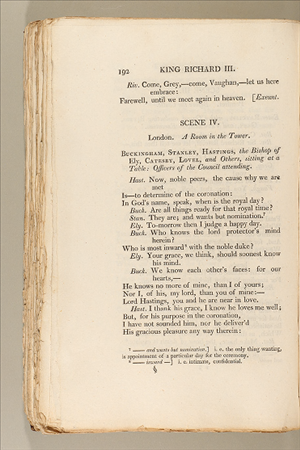 192 KING RICHARD III.
Riv. Come, Grey,—come, Vaughan,—let us here
embrace:
Farewell, until we meet again in heaven. [Exeunt.
SCENE IV.
London. A Room in the Tower.
BUCKINGHAM, STANLEY, HASTINGS, the Bishop of
Ely, CATESBY, LOVEL, and Others, sitting at a
Table: Officers of the Council attending.
Hast. Now, noble peers, the cause why we are
met
Is—to determine of the coronation:
In God's name, speak, when is the royal day?
Buck. Are all things ready for that royal time?
Stan. They are; and wants but nomination.⁵
Ely. To-morrow then I judge a happy day.
Buck. Who knows the lord protector's mind
herein?
Who is most inward⁶ with the noble duke?
Ely. Your grace, we think, should soonest know
his mind.
Buck. We know each other's faces: for our
hearts,—
He knows no more of mine, than I of yours;
Nor I, of his, my lord, than you of mine:—
Lord Hastings, you and he are near in love.
Hast. I thank his grace, I know he loves me well;
But, for his purpose in the coronation,
I have not sounded him, nor he deliver'd
His gracious pleasure any way therein:
⁵ —— and wants but nomination.] i. e. the only thing wanting,
is appointment of a particular day for the ceremony.
⁶ —— inward —] i. e. intimate, confidential.